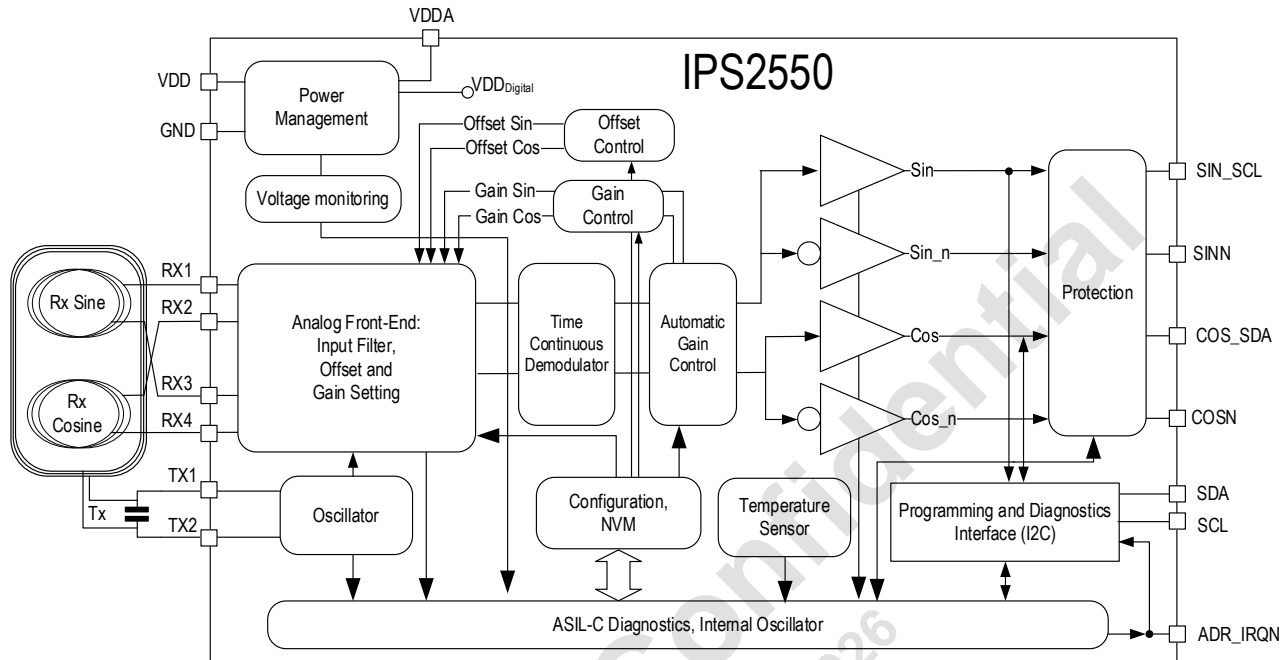 VDDA
IPS2550
VDD
GND
Power
Management
VDDDigital
Offset Sin
Offset Cos
Offset
Control
Voltage monitoring
Gain Sin
Gain Cos
Gain
Control
Sin
SIN_SCL
Sin_n
SINN
Protection
RX1
RX2
RX3
RX4
Rx Sine
Rx
Cosine
Analog Front-End:
Input Filter,
Offset and
Gain Setting
Time
Continuous
Demodulator
Automatic
Gain
Control
Cos
COS_SDA
Cos_n
COSN
TX1
Tx
TX2
Oscillator
Configuration,
NVM
Temperature
Sensor
Programming and Diagnostics
Interface (I2C)
SDA
SCL
ASIL-C Diagnostics, Internal Oscillator
ADR_IRQN
Confidential